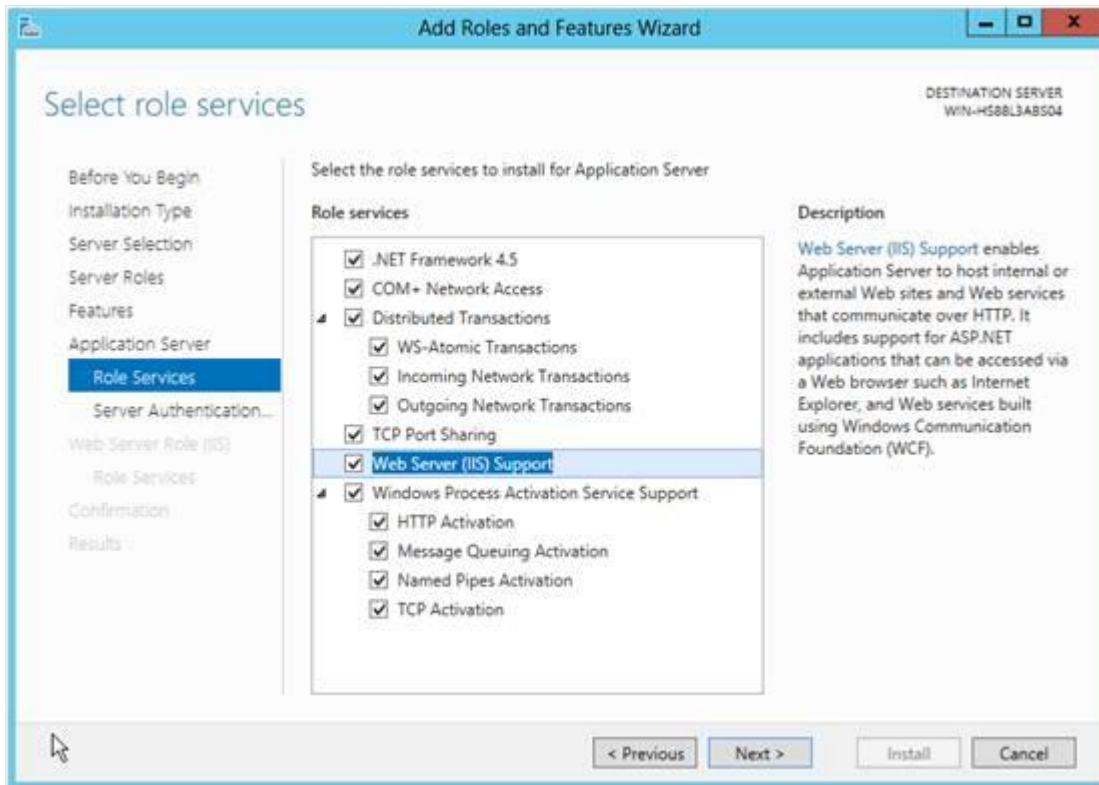 Add Roles and Features Wizard
Select role services
DESTINATION SERVER
WIN-HS88L3ABS04
Before You Begin
Installation Type
Server Selection
Server Roles
Features
Application Server
Role Services
Server Authentication...
Web Server Role (IIS)
Role Services
Confirmation
Results
Select the role services to install for Application Server
Role services
.NET Framework 4.5
COM+ Network Access
Distributed Transactions
WS-Atomic Transactions
Incoming Network Transactions
Outgoing Network Transactions
TCP Port Sharing
Web Server (IIS) Support
Windows Process Activation Service Support
HTTP Activation
Message Queuing Activation
Named Pipes Activation
TCP Activation
Description
Web Server (IIS) Support enables
Application Server to host internal or
external Web sites and Web services
that communicate over HTTP. It
includes support for ASP.NET
applications that can be accessed via
a Web browser such as Internet
Explorer, and Web services built
using Windows Communication
Foundation (WCF).
< Previous
Next >
Install
Cancel